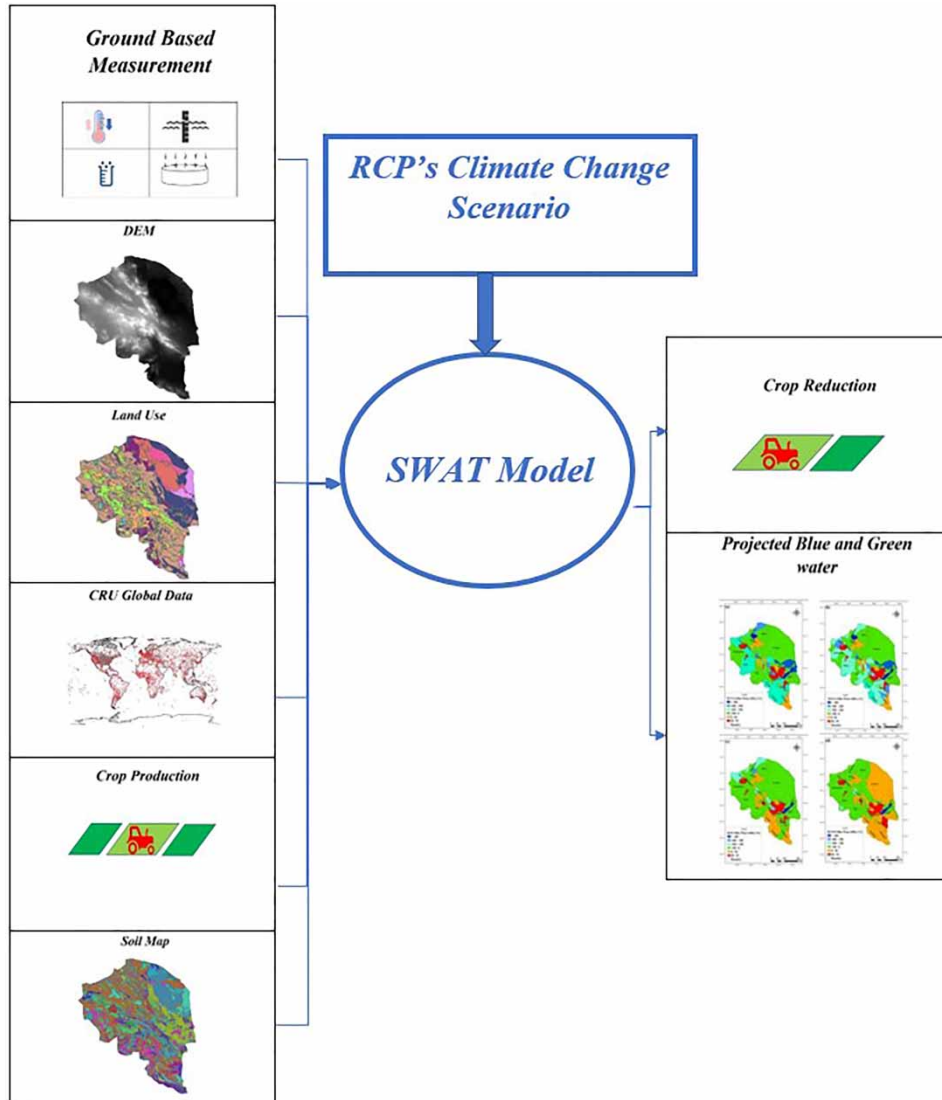 Ground Based
Measurement
DEM
Land Use
CRU Global Data
Crop Production
Soil Map
RCP's Climate Change
Scenario
SWAT Model
Crop Reduction
Projected Blue and Green
water